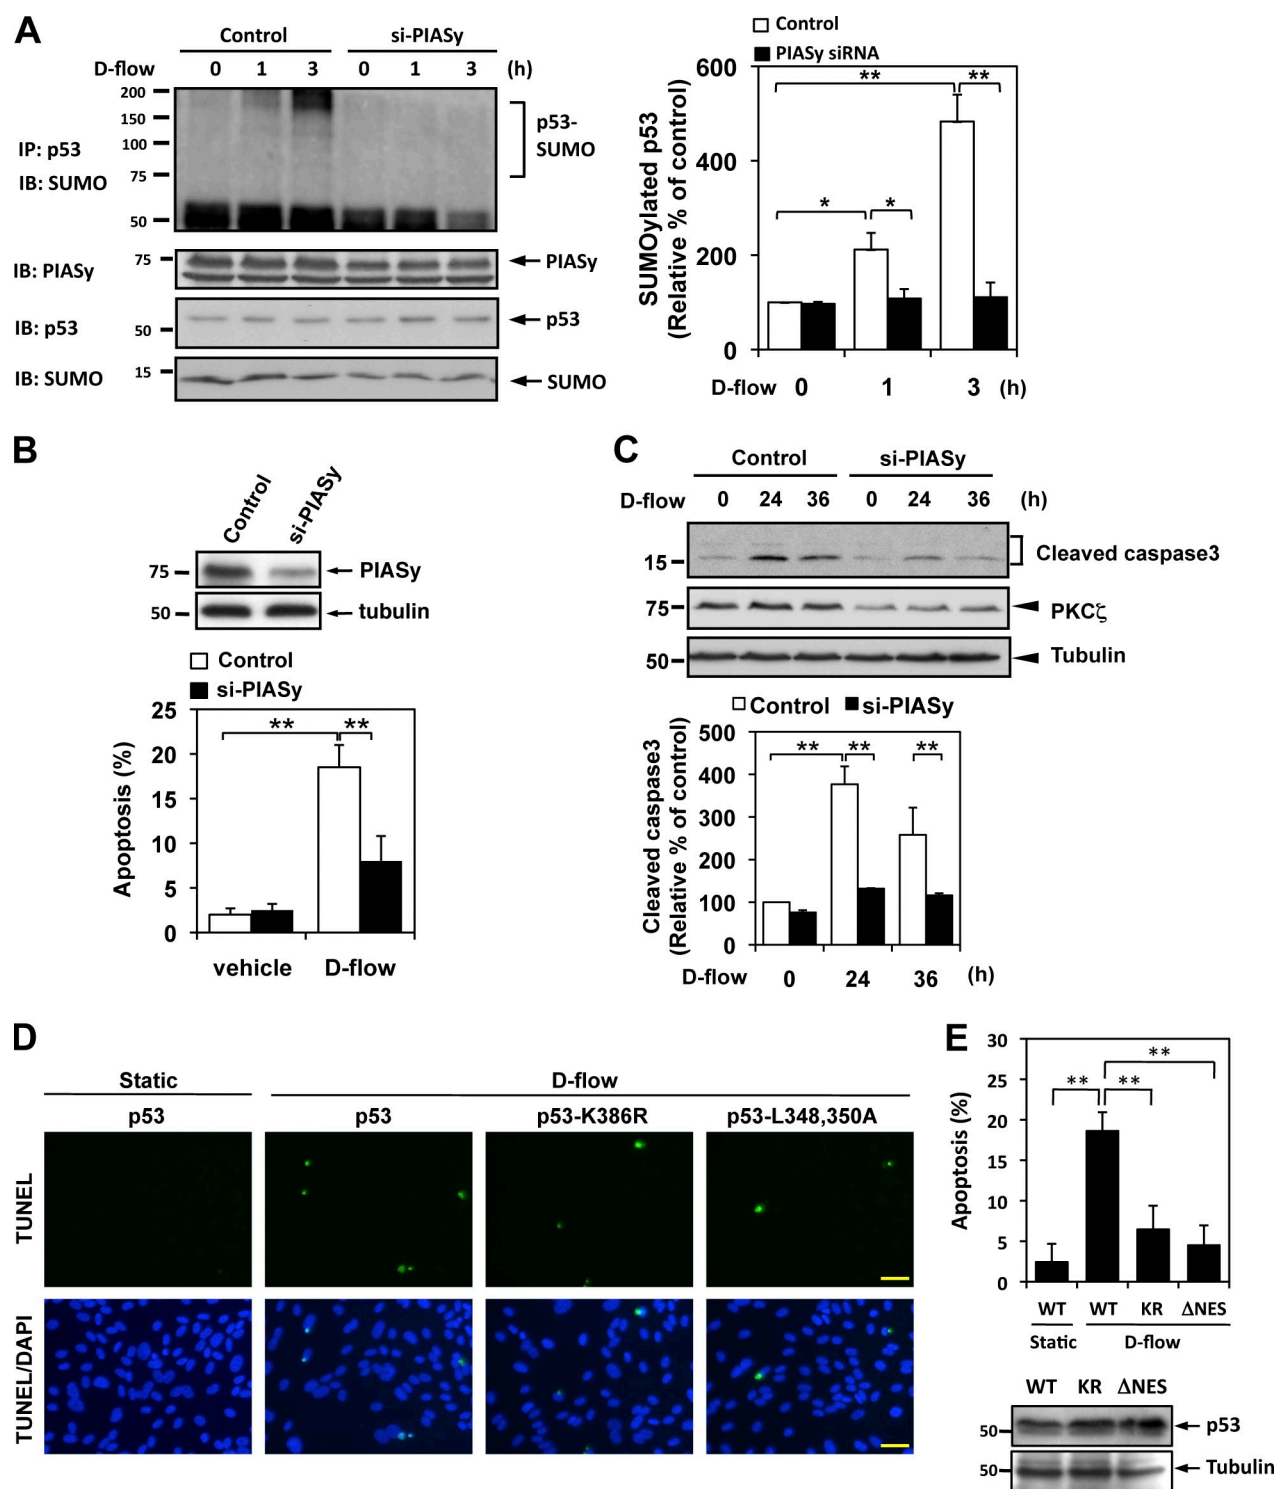 A
Control si-PIASy
D-flow 0 1 3 0 1 3 (h)
200
150
100
75
50
IP: p53
IB: SUMO
p53-
SUMO
IB: PIASy 75 PIASy
IB: p53 50 p53
IB: SUMO 15 SUMO
Control
PIASy siRNA
SUMOylated p53
(Relative % of control)
600
400
200
0
** **
* *
D-flow 0 1 3 (h)
B
Control si-PIASy
75 PIASy
50 tubulin
Control
si-PIASy
Apoptosis (%)
25
20
15
10
5
0
** **
vehicle D-flow
C
Control si-PIASy
D-flow 0 24 36 0 24 36 (h)
15 Cleaved caspase3
75 PKCζ
50 Tubulin
Control si-PIASy
Cleaved caspase3
(Relative % of control)
500
400
300
200
100
0
** ** **
D-flow 0 24 36 (h)
D
Static D-flow
p53 p53 p53-K386R p53-L348,350A
TUNEL
TUNEL/DAPI
E
Apoptosis (%)
30
25
20
15
10
5
0
**
** **
WT WT KR ΔNES
Static D-flow
WT KR ΔNES
50 p53
50 Tubulin